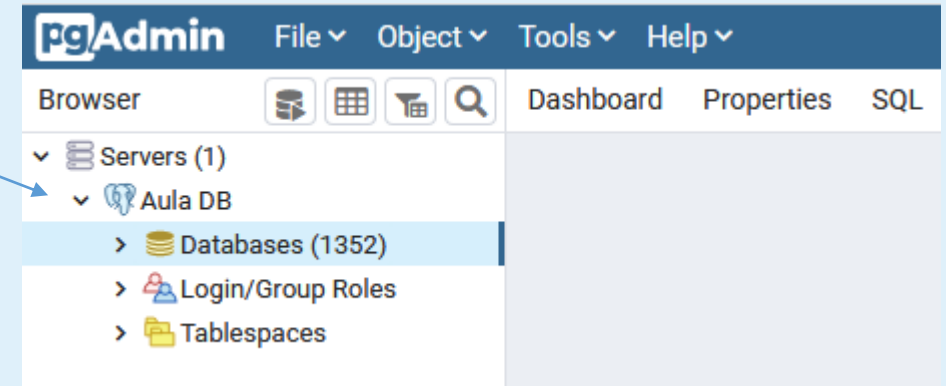 pgAdmin File Object Tools Help
Browser Dashboard Properties SQL
Servers (1)
Aula DB
Databases (1352)
Login/Group Roles
Tablespaces